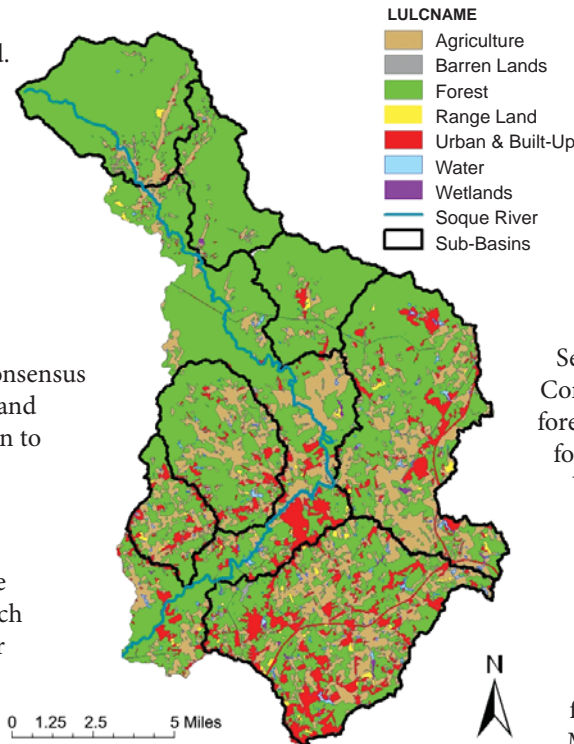 l.
LULCNAME
Agriculture
Barren Lands
Forest
Range Land
Urban & Built-Up
Water
Wetlands
Soque River
Sub-Basins
onsensus
and
n to
e
ch
r
Se
Con
fore
fo
N
f
M
0 1.25 2.5 5 Miles